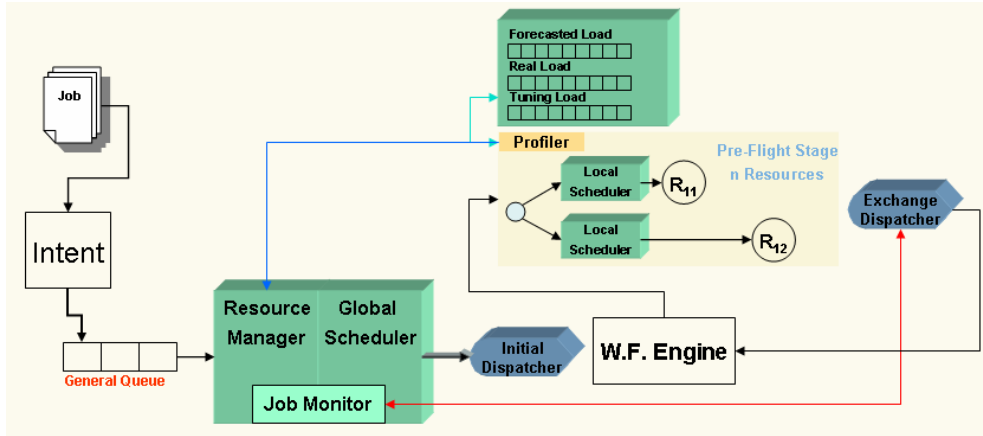 Forecasted Load
Real Load
Tuning Load
Job
Profiler
Pre-Flight Stage
n Resources
Local
Scheduler
R11
Local
Scheduler
R12
Exchange
Dispatcher
Intent
Resource
Manager
Global
Scheduler
Initial
Dispatcher
W.F. Engine
General Queue
Job Monitor